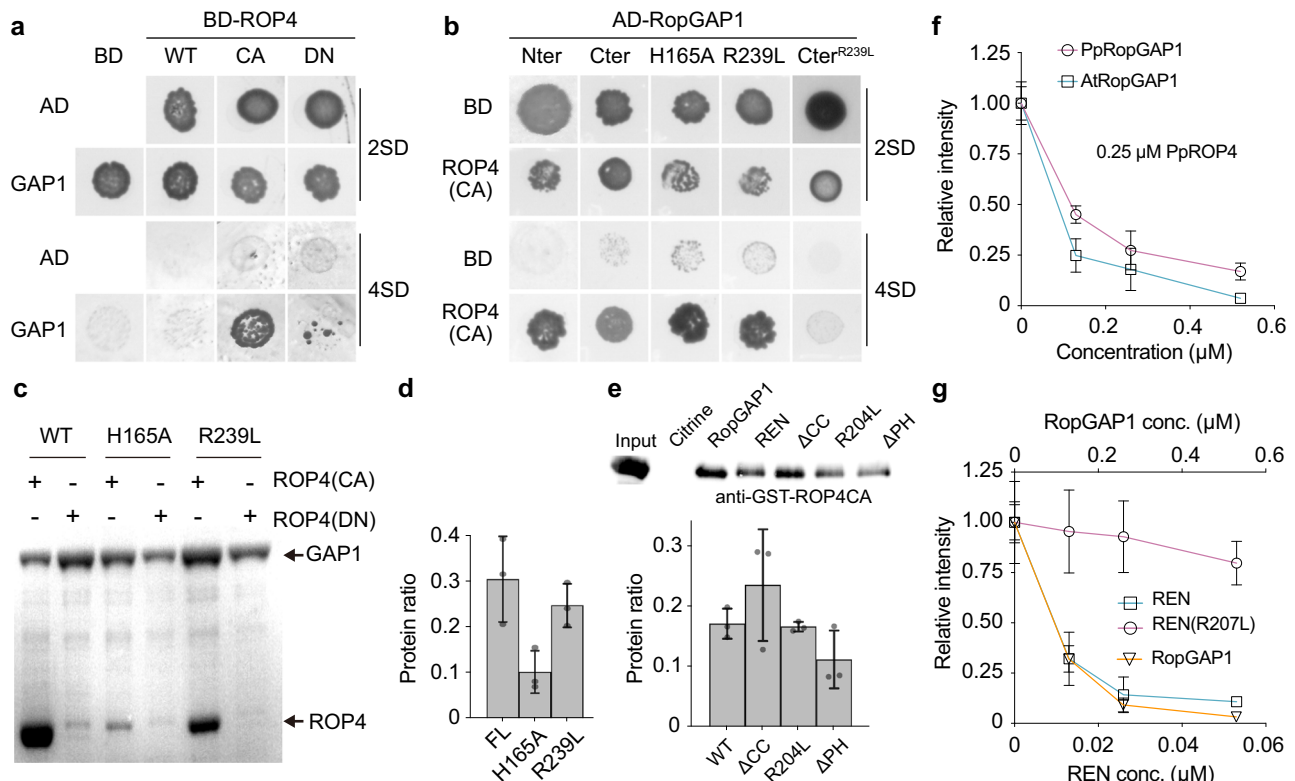 a
BD-ROP4
BD WT CA DN
AD
GAP1
2SD
AD
GAP1
4SD
b
AD-RopGAP1
Nter Cter H165A R239L Cter^R239L
BD
ROP4
(CA)
2SD
BD
ROP4
(CA)
4SD
c
WT H165A R239L
+ - + - + - ROP4(CA)
- + - + - + ROP4(DN)
GAP1
ROP4
d
Protein ratio
0.4
0.3
0.2
0.1
0
FL H165A R239L
e
Input Citrine RopGAP1 REN ΔCC R204L ΔPH
anti-GST-ROP4CA
Protein ratio
0.3
0.2
0.1
0
WT ΔCC R204L ΔPH
f
Relative intensity
1.25
1.00
0.75
0.50
0.25
0
PpRopGAP1
AtRopGAP1
0.25 µM PpROP4
0 0.2 0.4 0.6
Concentration (µM)
g
RopGAP1 conc. (µM)
0 0.2 0.4 0.6
Relative intensity
1.25
1.00
0.75
0.50
0.25
0
REN
REN(R207L)
RopGAP1
0 0.02 0.04 0.06
REN conc. (µM)